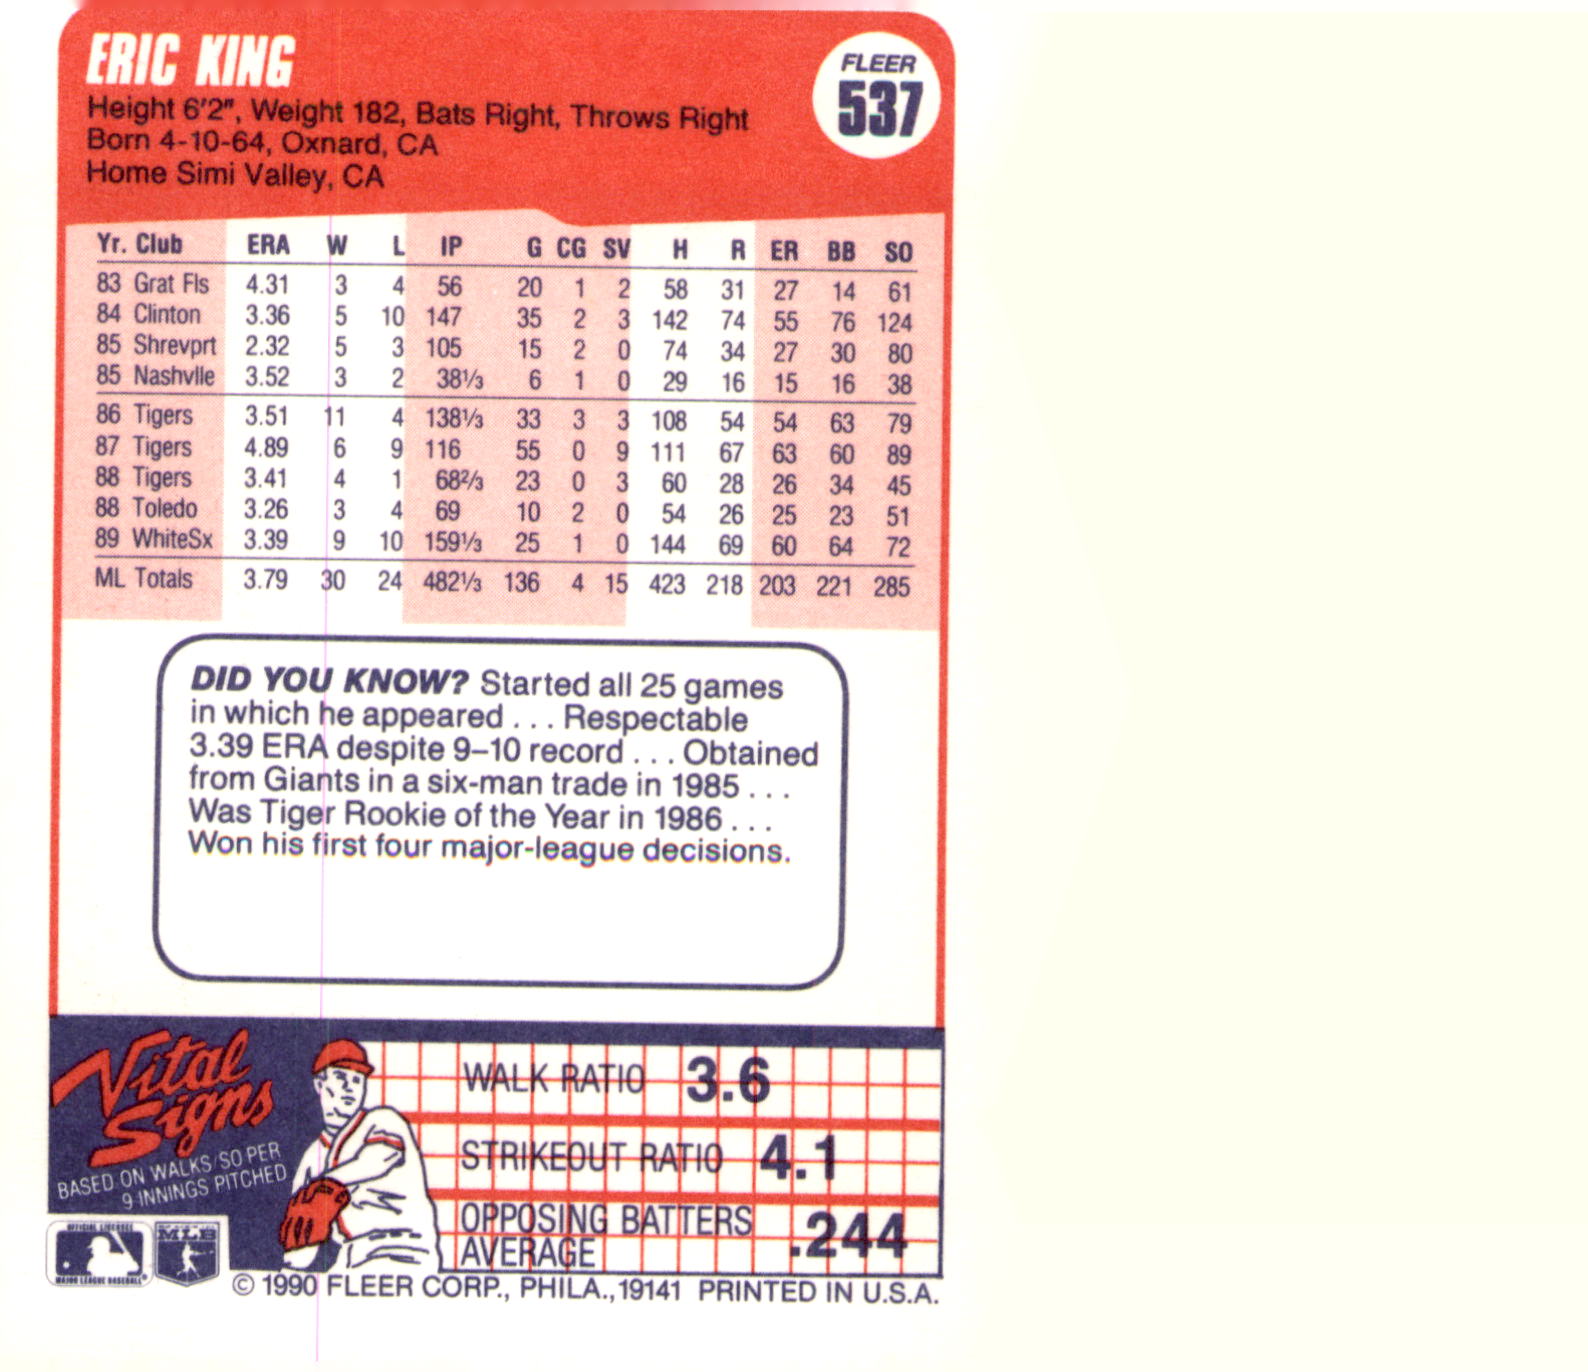 ERIC KING
FLEER
537
Height 6'2", Weight 182, Bats Right, Throws Right
Born 4-10-64, Oxnard, CA
Home Simi Valley, CA
Yr. Club ERA W L IP G CG SV H R ER BB SO
83 Grat Fls 4.31 3 4 56 20 1 2 58 31 27 14 61
84 Clinton 3.36 5 10 147 35 2 3 142 74 55 76 124
85 Shrevprt 2.32 5 3 105 15 2 0 74 34 27 30 80
85 Nashvlle 3.52 3 2 38⅓ 6 1 0 29 16 15 16 38
86 Tigers 3.51 11 4 138⅓ 33 3 3 108 54 54 63 79
87 Tigers 4.89 6 9 116 55 0 9 111 67 63 60 89
88 Tigers 3.41 4 1 68⅔ 23 0 3 60 28 26 34 45
88 Toledo 3.26 3 4 69 10 2 0 54 26 25 23 51
89 WhiteSx 3.39 9 10 159⅓ 25 1 0 144 69 60 64 72
ML Totals 3.79 30 24 482⅓ 136 4 15 423 218 203 221 285
DID YOU KNOW? Started all 25 games
in which he appeared . . . Respectable
3.39 ERA despite 9–10 record . . . Obtained
from Giants in a six-man trade in 1985 . . .
Was Tiger Rookie of the Year in 1986 . . .
Won his first four major-league decisions.
Vital
Signs
BASED ON WALKS/SO PER
9 INNINGS PITCHED
WALK RATIO 3.6
STRIKEOUT RATIO 4.1
OPPOSING BATTERS
AVERAGE .244
OFFICIAL LICENSEE
MAJOR LEAGUE BASEBALL
MLB
© 1990 FLEER CORP., PHILA., 19141 PRINTED IN U.S.A.